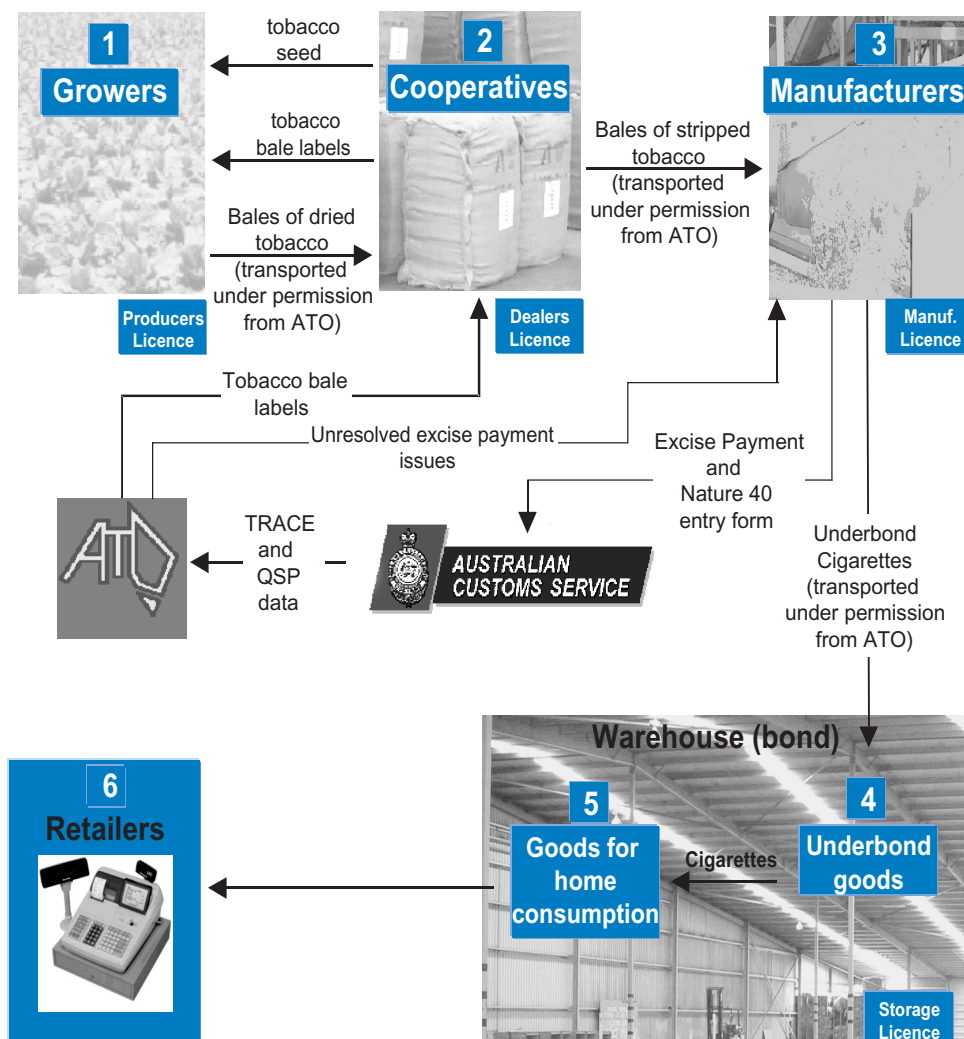 1
Growers
tobacco
seed
2
Cooperatives
3
Manufacturers
tobacco
bale labels
Bales of stripped
tobacco
(transported
under permission
from ATO)
Bales of dried
tobacco
(transported
under permission
from ATO)
Producers
Licence
Dealers
Licence
Manuf.
Licence
Tobacco bale
labels
Unresolved excise payment
issues
Excise Payment
and
Nature 40
entry form
ATO
TRACE
and
QSP
data
AUSTRALIAN
CUSTOMS SERVICE
Underbond
Cigarettes
(transported
under permission
from ATO)
Warehouse (bond)
6
Retailers
5
Goods for
home
consumption
Cigarettes
4
Underbond
goods
Storage
Licence